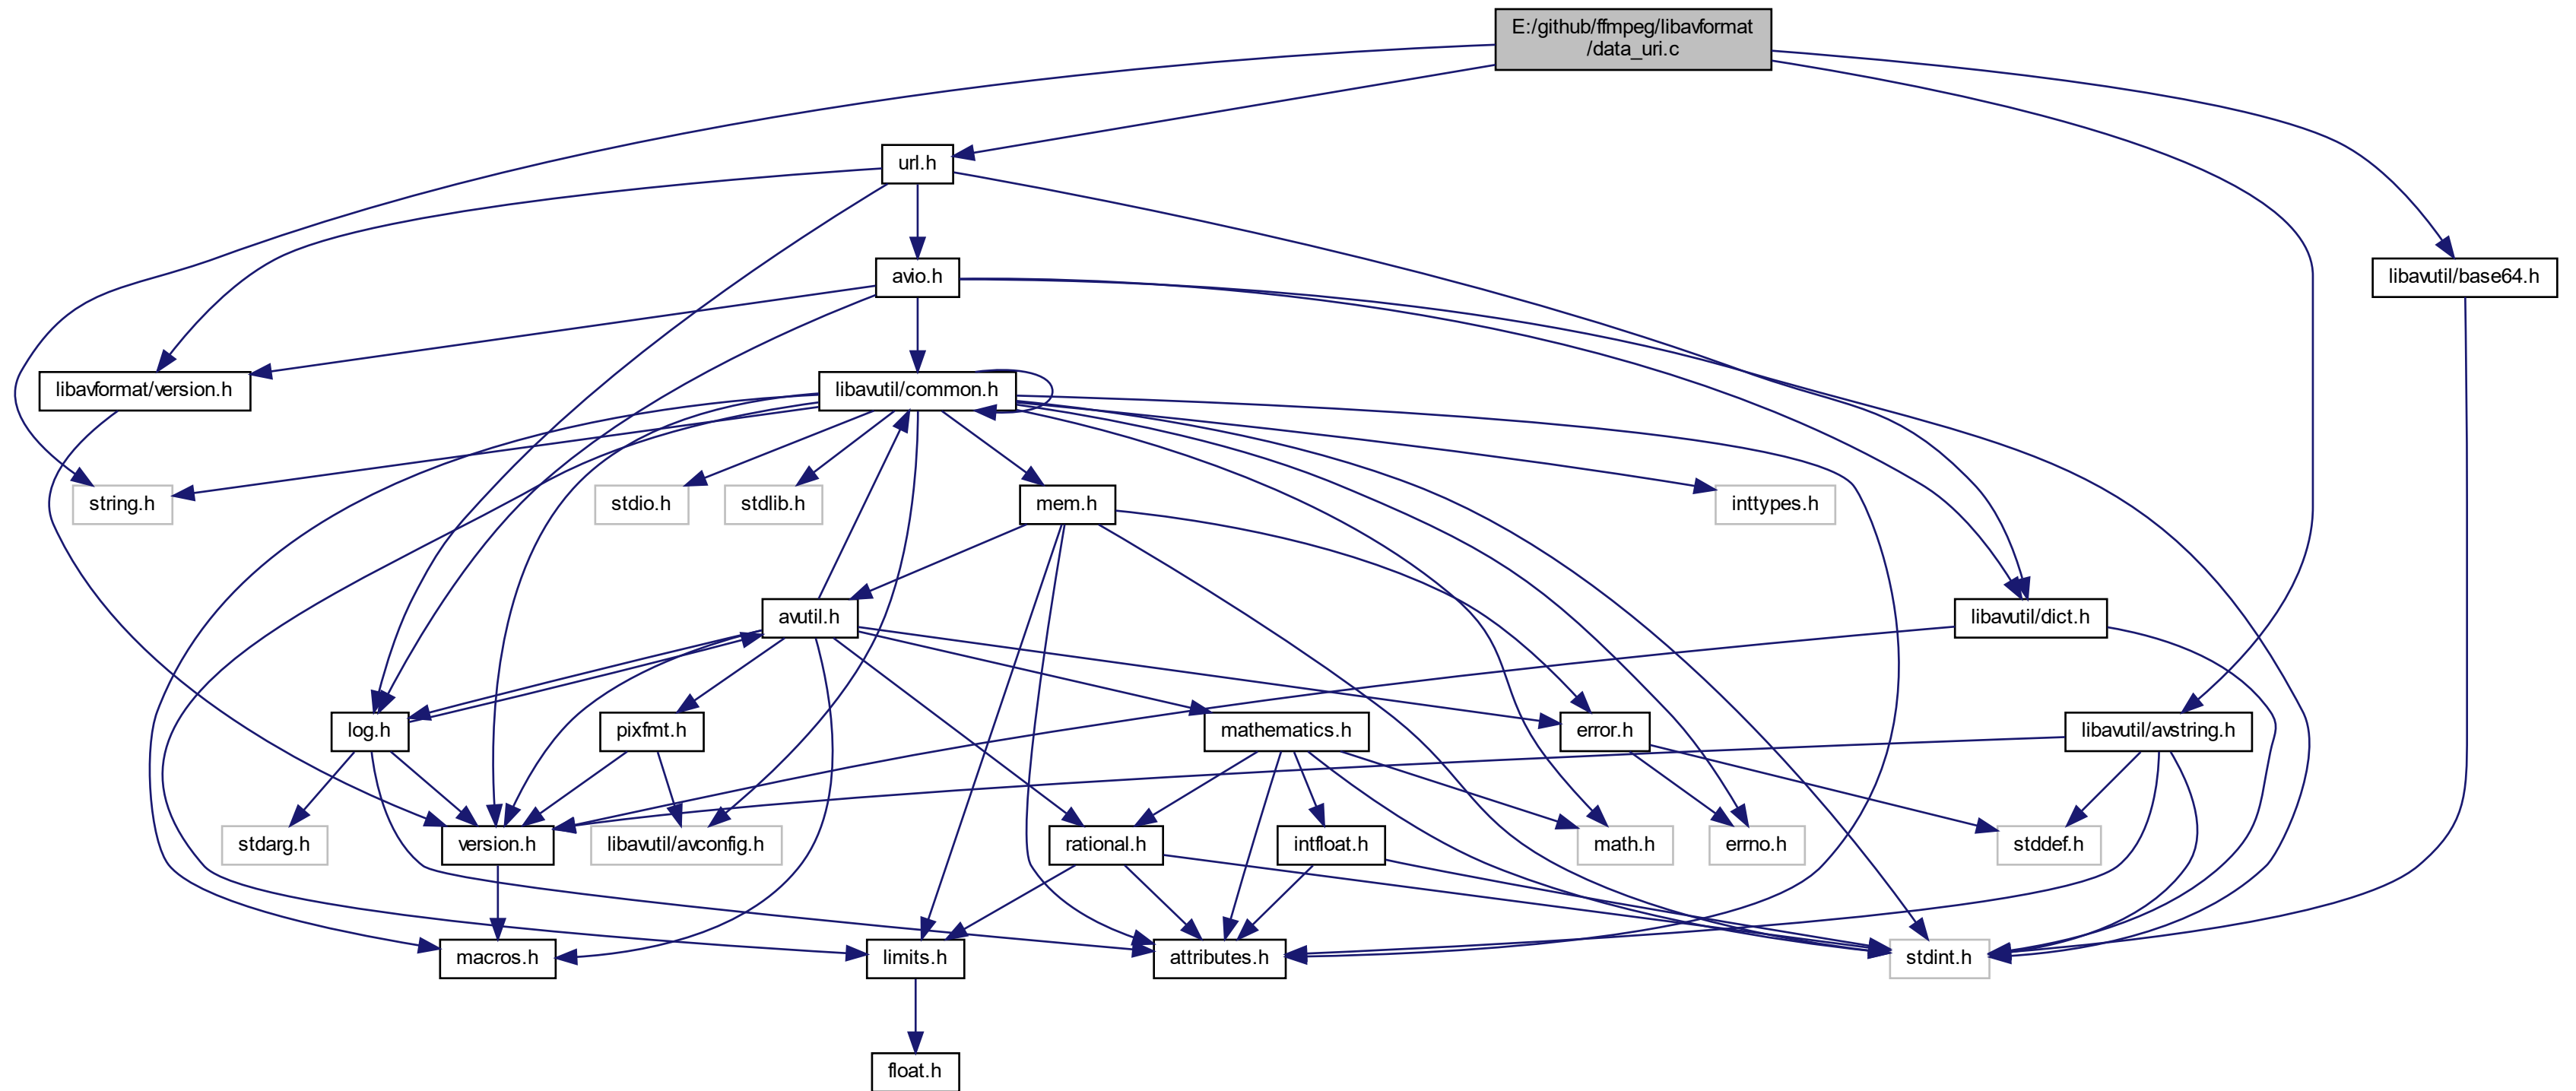 E:/github/ffmpeg/libavformat
/data_uri.c
url.h
avio.h
libavutil/base64.h
libavformat/version.h
libavutil/common.h
string.h
stdio.h
stdlib.h
mem.h
inttypes.h
avutil.h
libavutil/dict.h
log.h
pixfmt.h
mathematics.h
error.h
libavutil/avstring.h
stdarg.h
version.h
libavutil/avconfig.h
rational.h
intfloat.h
math.h
errno.h
stddef.h
macros.h
limits.h
attributes.h
stdint.h
float.h